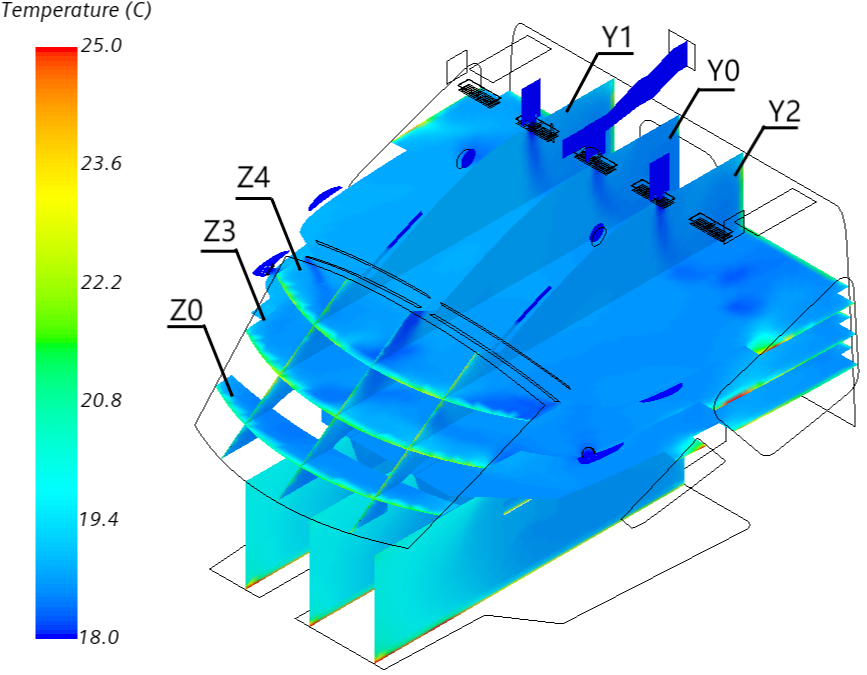 Temperature (C)
25.0
23.6
22.2
20.8
19.4
18.0
Y1
Y0
Y2
Z4
Z3
Z0